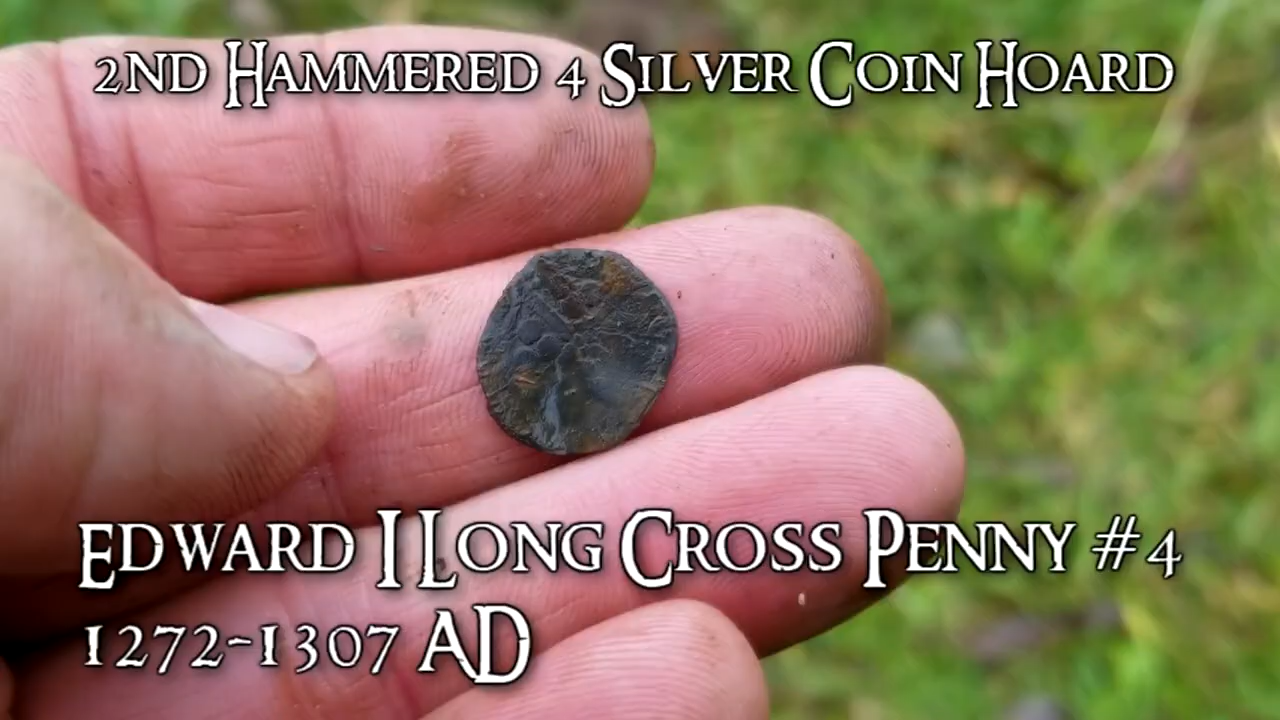 2nd Hammered 4 Silver Coin Hoard
Edward I Long Cross Penny #4
1272-1307 AD